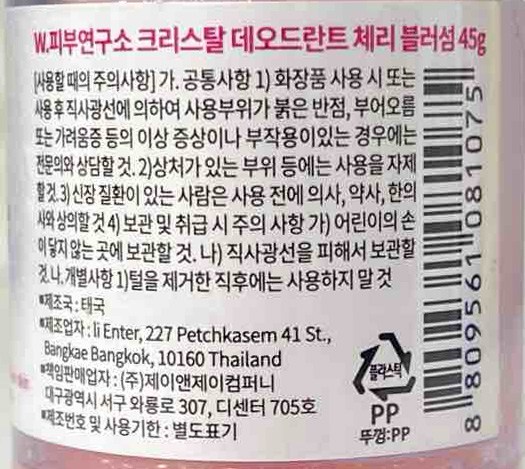 W.피부연구소 크리스탈 데오드란트 체리 블러섬 45g
[사용할 때의 주의사항] 가. 공통사항 1) 화장품 사용 시 또는
사용 후 직사광선에 의하여 사용부위가 붉은 반점, 부어오름
또는 가려움증 등의 이상 증상이나 부작용이있는 경우에는
전문의와 상담할 것. 2)상처가 있는 부위 등에는 사용을 자제
할것. 3) 신장 질환이 있는 사람은 사용 전에 의사, 약사, 한의
사와 상의할 것 4) 보관 및 취급 시 주의 사항 가) 어린이의 손
이 닿지 않는 곳에 보관할 것. 나) 직사광선을 피해서 보관할
것. 나. 개별사항 1)털을 제거한 직후에는 사용하지 말 것
■제조국 : 태국
■제조업자 : li Enter, 227 Petchkasem 41 St.,
Bangkae Bangkok, 10160 Thailand
■책임판매업자 : (주)제이앤제이컴퍼니
대구광역시 서구 와룡로 307, 디센터 705호
■제조번호 및 사용기한 : 별도표기
플라스틱
PP
뚜껑:PP
8 809561 081075